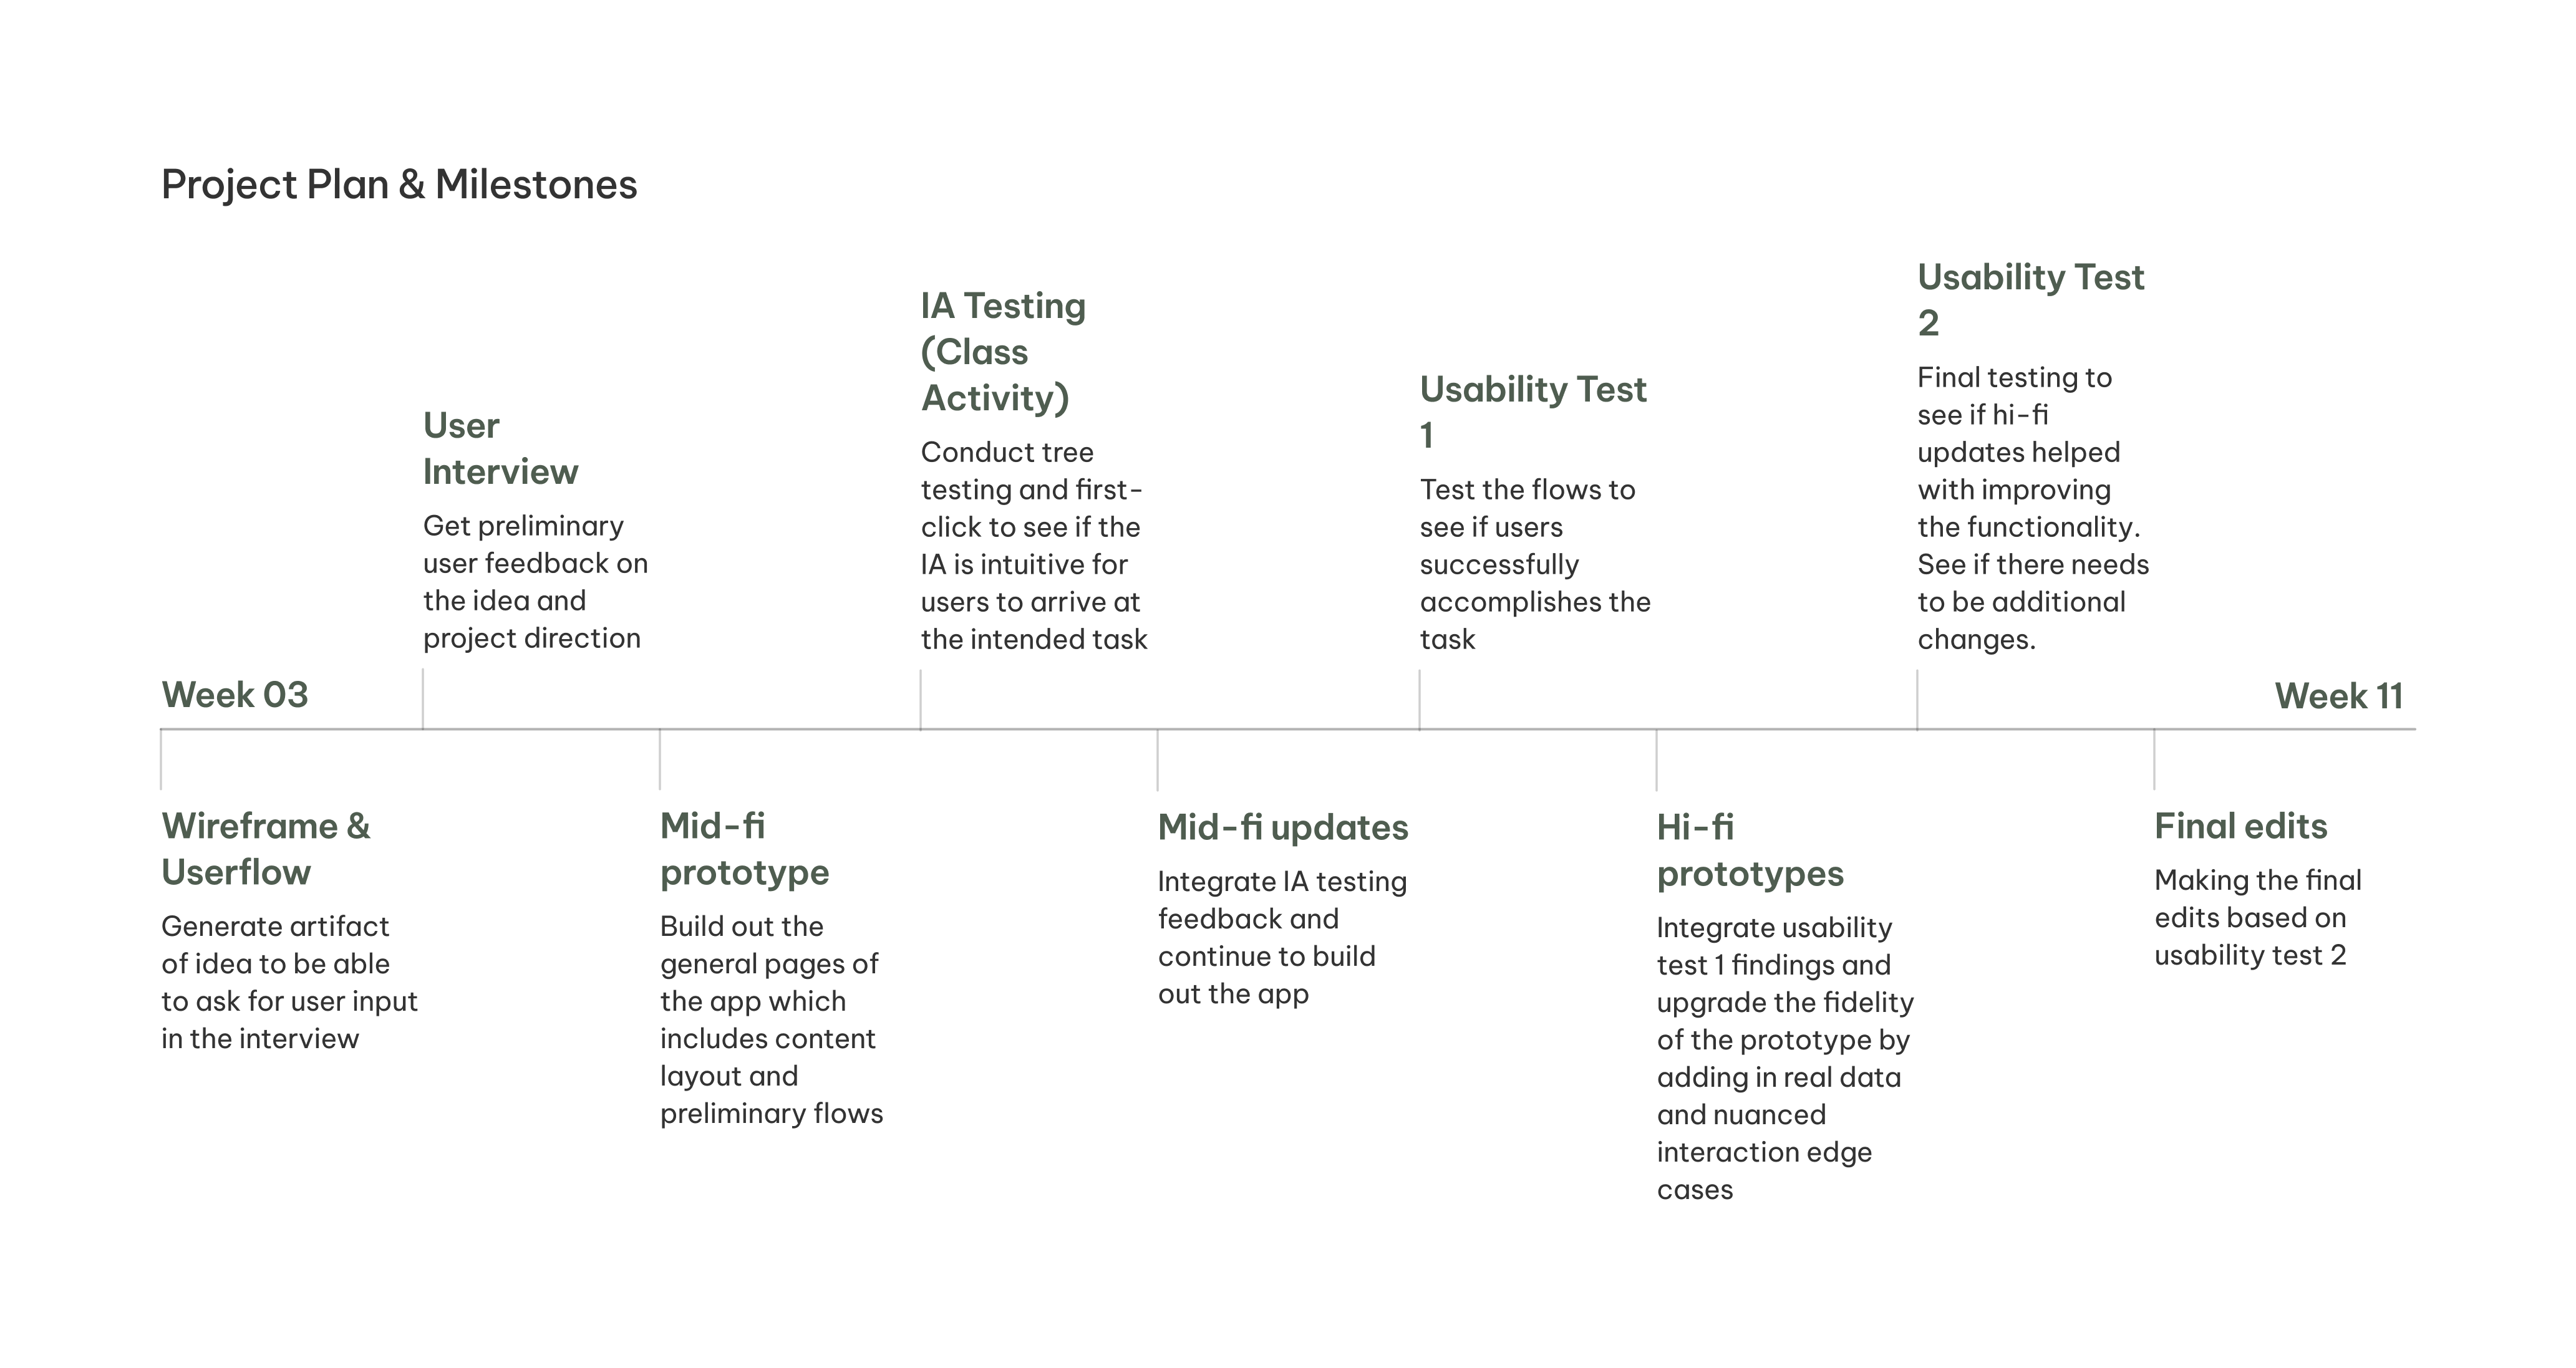 Project Plan & Milestones
User
Interview
Get preliminary
user feedback on
the idea and
project direction
IA Testing
(Class
Activity)
Conduct tree
testing and first-
click to see if the
IA is intuitive for
users to arrive at
the intended task
Usability Test
1
Test the flows to
see if users
successfully
accomplishes the
task
Usability Test
2
Final testing to
see if hi-fi
updates helped
with improving
the functionality.
See if there needs
to be additional
changes.
Week 03
Week 11
Wireframe &
Userflow
Generate artifact
of idea to be able
to ask for user input
in the interview
Mid-fi
prototype
Build out the
general pages of
the app which
includes content
layout and
preliminary flows
Mid-fi updates
Integrate IA testing
feedback and
continue to build
out the app
Hi-fi
prototypes
Integrate usability
test 1 findings and
upgrade the fidelity
of the prototype by
adding in real data
and nuanced
interaction edge
cases
Final edits
Making the final
edits based on
usability test 2